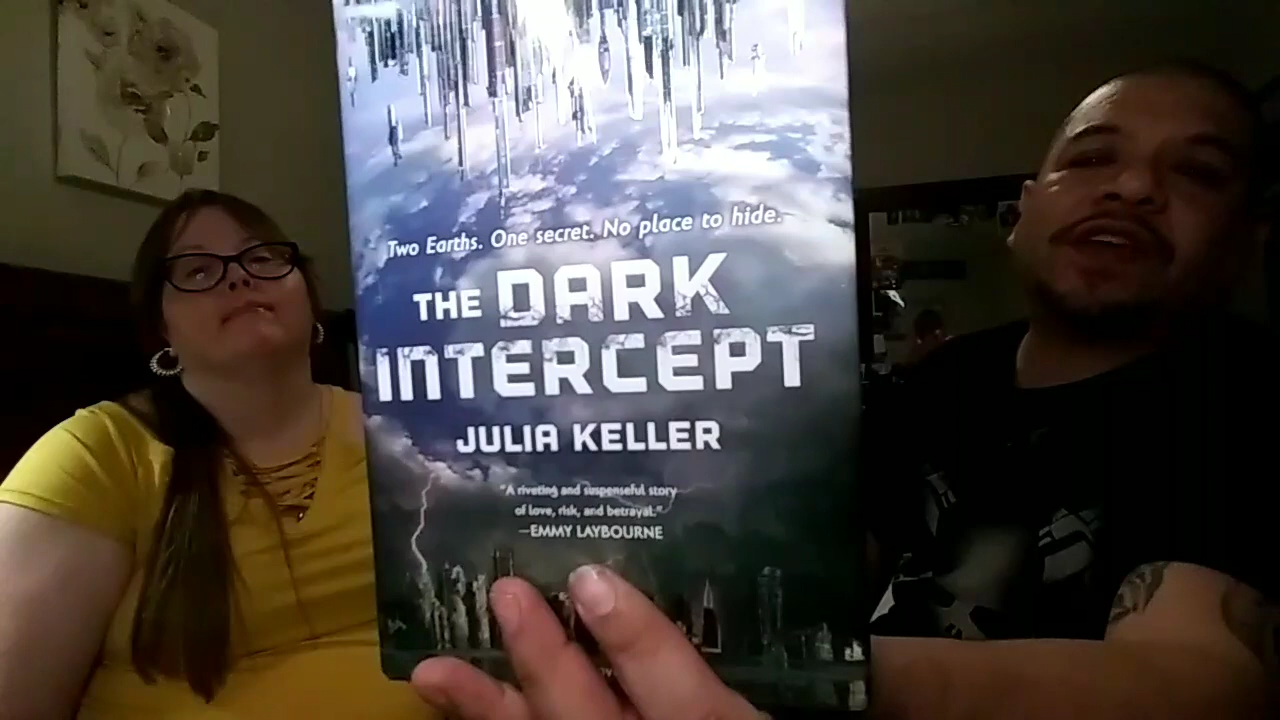 Two Earths. One secret. No place to hide.
THE DARK
INTERCEPT
JULIA KELLER
"A riveting and suspenseful story
of love, risk, and betrayal."
—EMMY LAYBOURNE